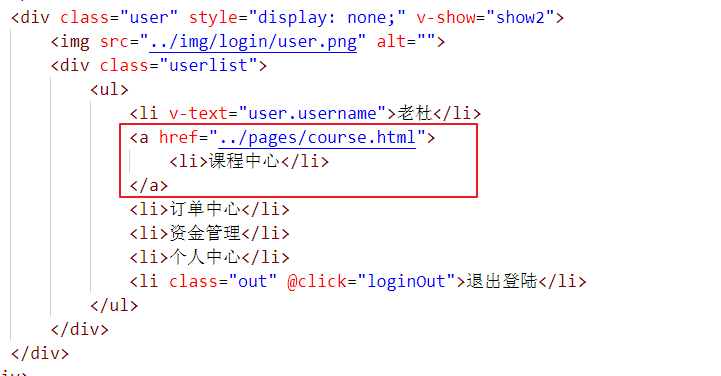 <div class="user" style="display: none;" v-show="show2">
<img src="../img/login/user.png" alt="">
<div class="userlist">
<ul>
<li v-text="user.username">老杜</li>
<a href="../pages/course.html">
<li>课程中心</li>
</a>
<li>订单中心</li>
<li>资金管理</li>
<li>个人中心</li>
<li class="out" @click="loginOut">退出登陆</li>
</ul>
</div>
</div>
iv>